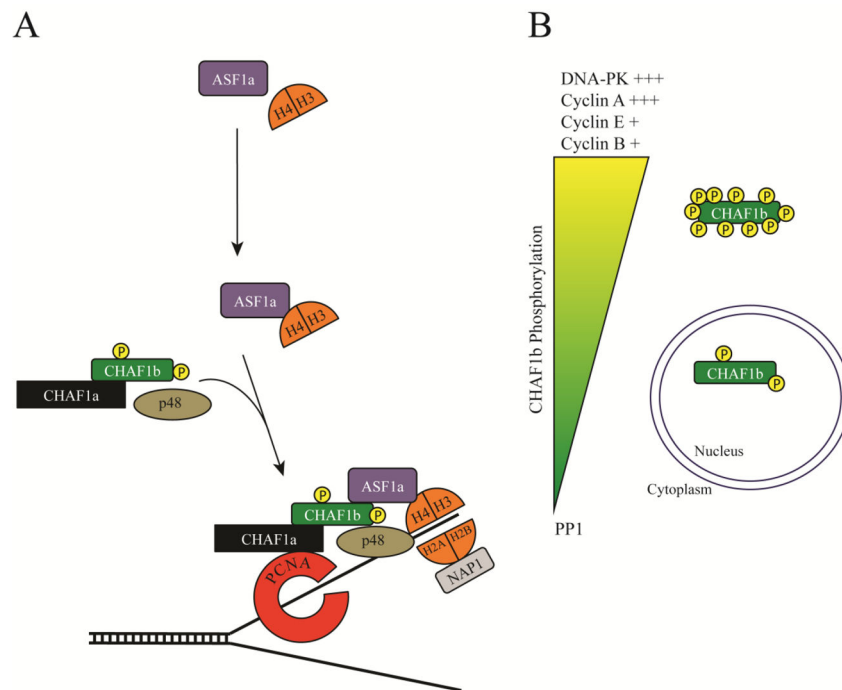 A
ASF1a
H4 H3
ASF1a
H4 H3
P
CHAF1b P
CHAF1a
p48
ASF1a
P
CHAF1b P
H4 H3
CHAF1a
p48
H2A H2B
PCNA
NAP1
B
DNA-PK +++
Cyclin A +++
Cyclin E +
Cyclin B +
CHAF1b Phosphorylation
P P P P
P CHAF1b P
P P P P
P
CHAF1b
P
Nucleus
Cytoplasm
PP1